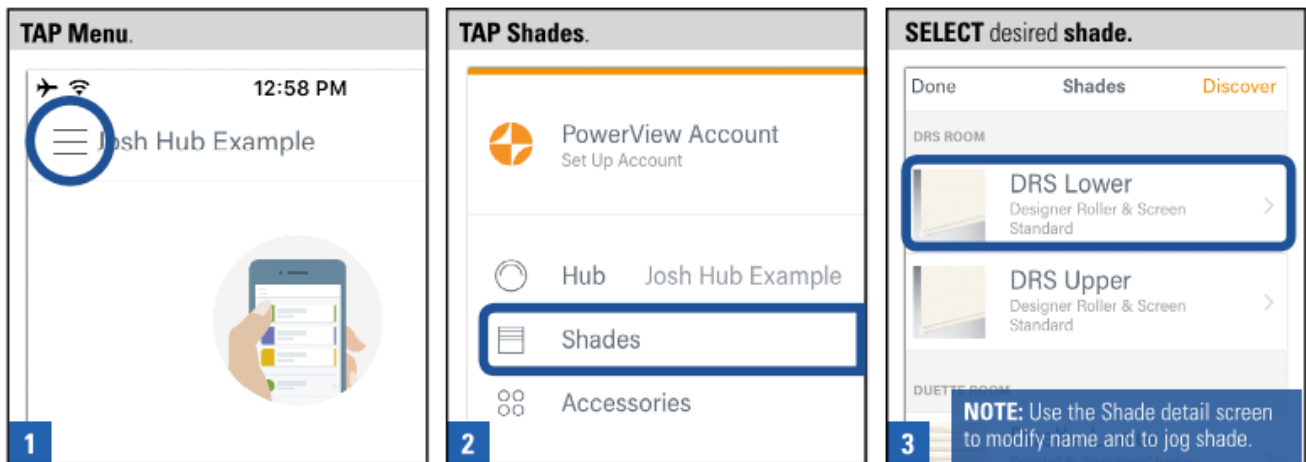 TAP Menu.
12:58 PM
Josh Hub Example
1
TAP Shades.
PowerView Account
Set Up Account
Hub Josh Hub Example
Shades
Accessories
2
SELECT desired shade.
Done Shades Discover
DRS ROOM
DRS Lower
Designer Roller & Screen
Standard
DRS Upper
Designer Roller & Screen
Standard
DUETTE ROOM
NOTE: Use the Shade detail screen
to modify name and to jog shade.
3